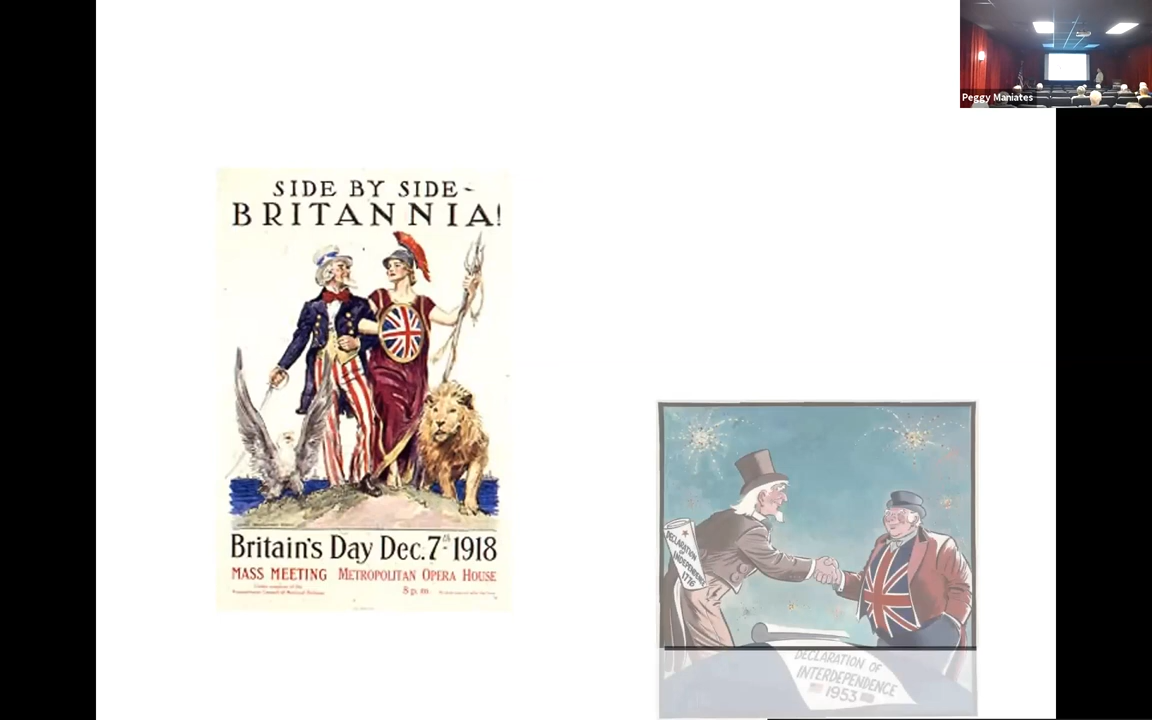 Peggy Maniates
SIDE BY SIDE~
BRITANNIA!
Britain's Day Dec. 7th 1918
MASS MEETING METROPOLITAN OPERA HOUSE
8 p. m.
DECLARATION
OF
INDEPENDENCE
1776
DECLARATION OF
INTERDEPENDENCE
1953